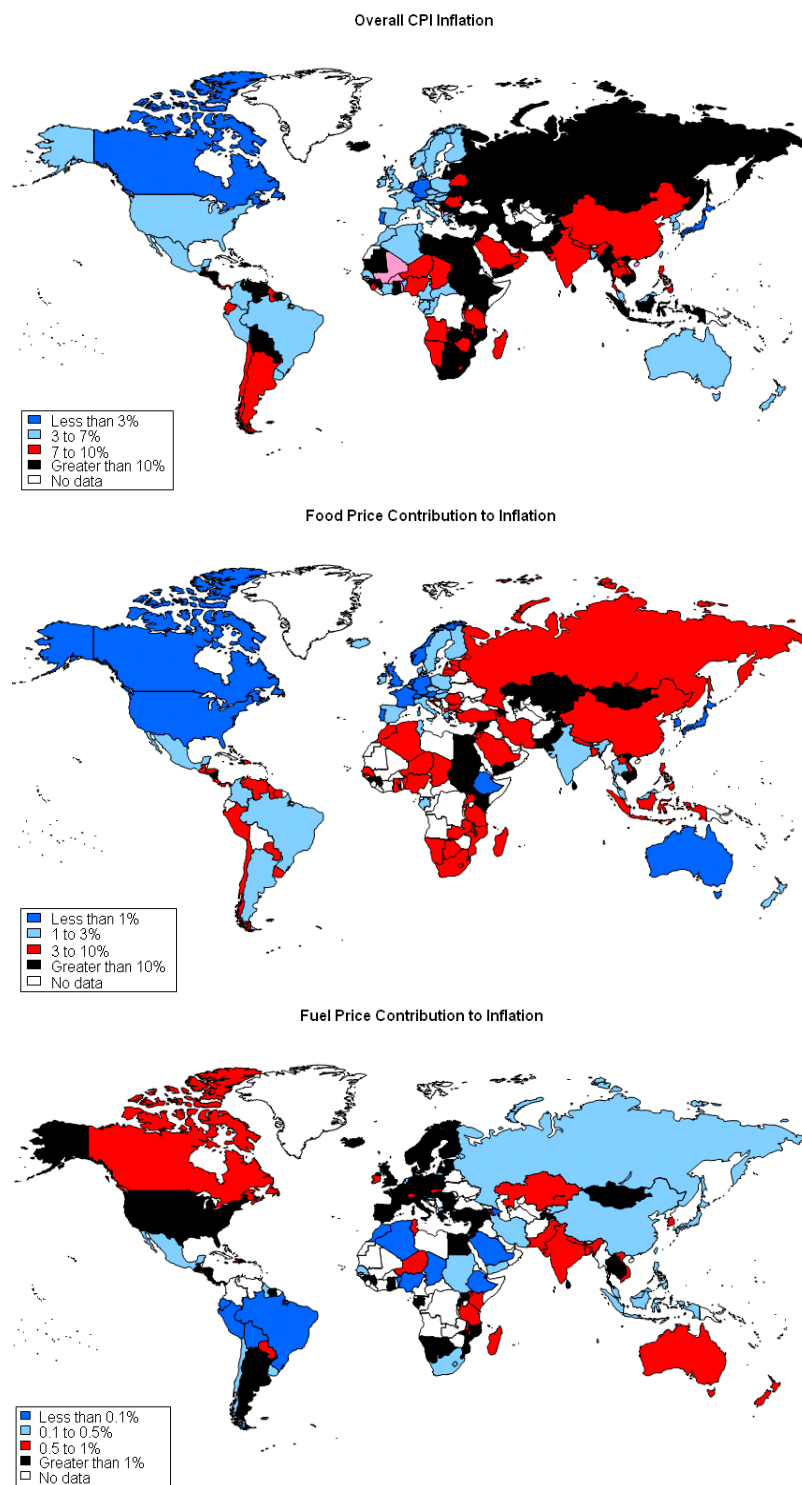 Overall CPI Inflation
Less than 3%
3 to 7%
7 to 10%
Greater than 10%
No data
Food Price Contribution to Inflation
Less than 1%
1 to 3%
3 to 10%
Greater than 10%
No data
Fuel Price Contribution to Inflation
Less than 0.1%
0.1 to 0.5%
0.5 to 1%
Greater than 1%
No data